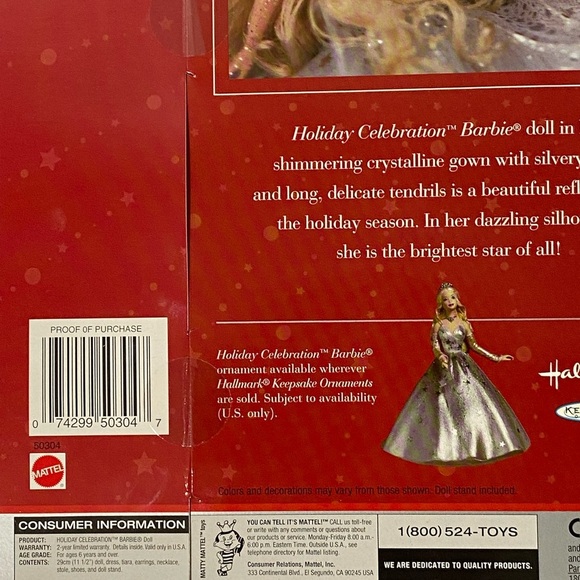 Holiday Celebration™ Barbie® doll in
shimmering crystalline gown with silvery
and long, delicate tendrils is a beautiful
the holiday season. In her dazzling
she is the brightest star of all!
PROOF OF PURCHASE
0 74299 50304 7
50304
MATTEL
Holiday Celebration™ Barbie®
ornament available wherever
Hallmark® Keepsake Ornaments
are sold. Subject to availability
(U.S. only).
Colors and decorations may vary from those shown. Doll stand included.
CONSUMER INFORMATION
PRODUCT: HOLIDAY CELEBRATION™ BARBIE® Doll
WARRANTY: 2-year limited warranty. Details inside. Valid only in U.S.A.
AGE GRADE: For ages 6 years and over.
CONTENTS: 29cm (11 1/2") doll, dress, tiara, earrings, necklace,
stole, shoes, and doll stand.
MATTY MATTEL™ says
YOU CAN TELL IT'S MATTEL!™ CALL us toll-free
or write with any comments or questions about
our products or service. Monday-Friday 8:00 a.m.-
6:00 p.m. Eastern Time. Outside U.S.A., see
telephone directory for Mattel listing.
Consumer Relations, Mattel, Inc.
333 Continental Blvd., El Segundo, CA 90245 USA
1(800) 524-TOYS
WE ARE DEDICATED TO QUALITY PRODUCTS.